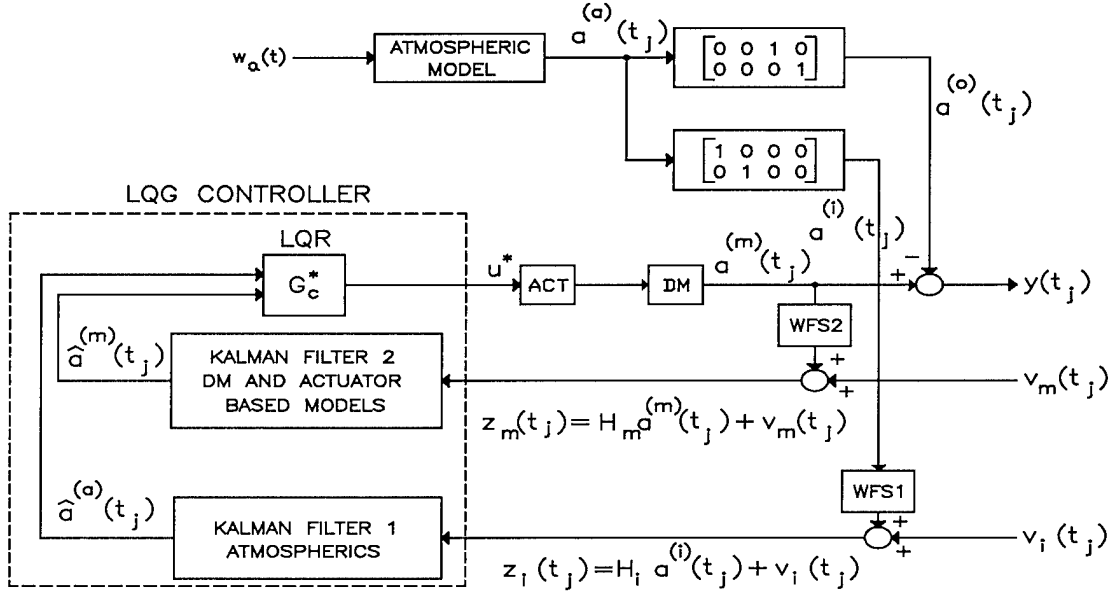 w_a(t)
ATMOSPHERIC
MODEL
a^(a)(t_j)
[0 0 1 0]
[0 0 0 1]
a^(o)(t_j)
[1 0 0 0]
[0 1 0 0]
LQG CONTROLLER
LQR
G_c^*
u^*
ACT
DM
a^(m)(t_j)
a^(i)(t_j)
+
−
y(t_j)
WFS2
+
+
v_m(t_j)
â^(m)(t_j)
KALMAN FILTER 2
DM AND ACTUATOR
BASED MODELS
z_m(t_j)=H_m a^(m)(t_j)+v_m(t_j)
WFS1
+
+
v_i(t_j)
â^(a)(t_j)
KALMAN FILTER 1
ATMOSPHERICS
z_i(t_j)=H_i a^(i)(t_j)+v_i(t_j)